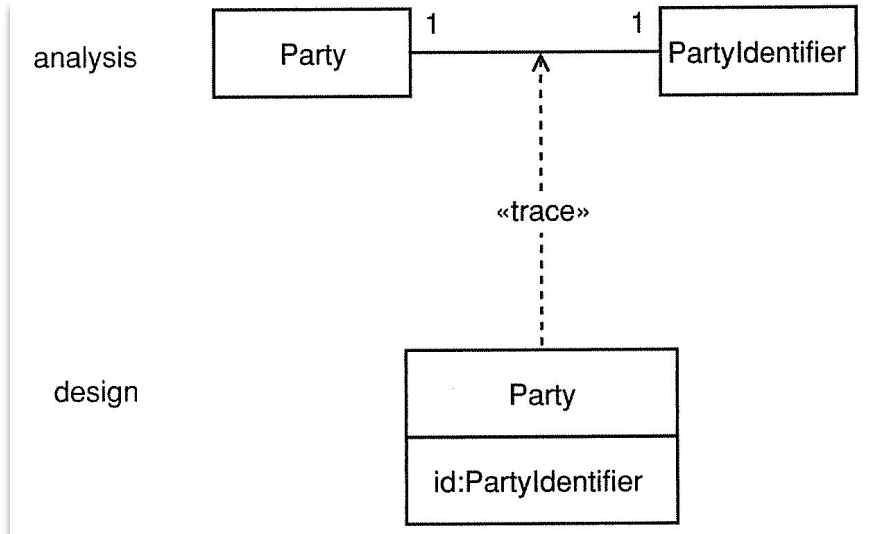 1 1
analysis Party PartyIdentifier
«trace»
design Party
id:PartyIdentifier